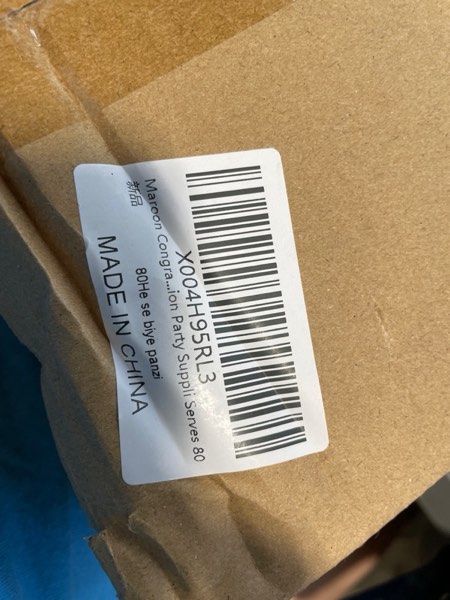 X004H95RL3
Maroon Congra...ion Party Suppli Serves 80
新品
80He se biye panzi
MADE IN CHINA